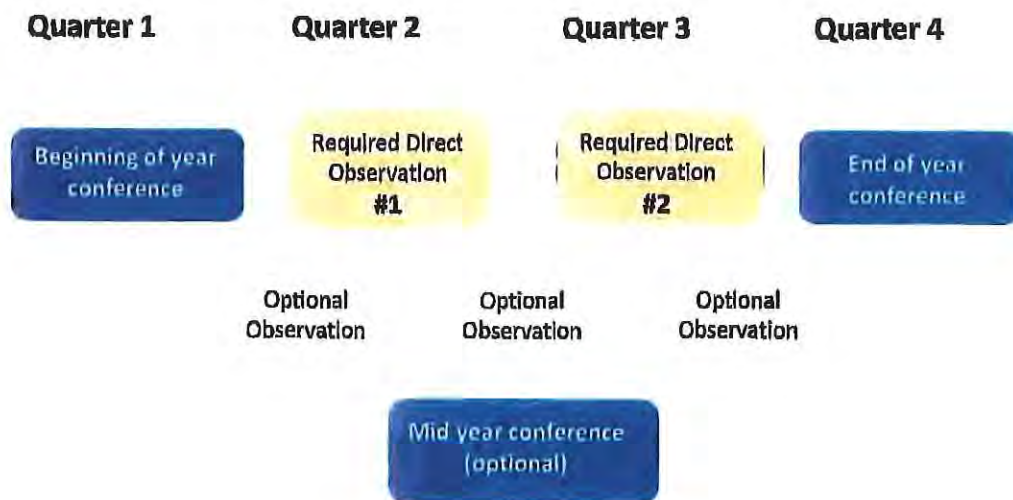 Quarter 1
Quarter 2
Quarter 3
Quarter 4
Beginning of year
conference
Required Direct
Observation
#1
Required Direct
Observation
#2
End of year
conference
Optional
Observation
Optional
Observation
Optional
Observation
Mid year conference
(optional)